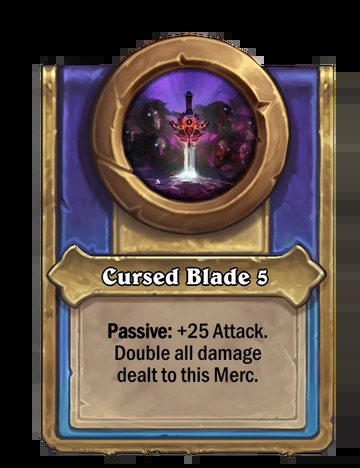 Cursed Blade 5
Passive: +25 Attack.
Double all damage
dealt to this Merc.